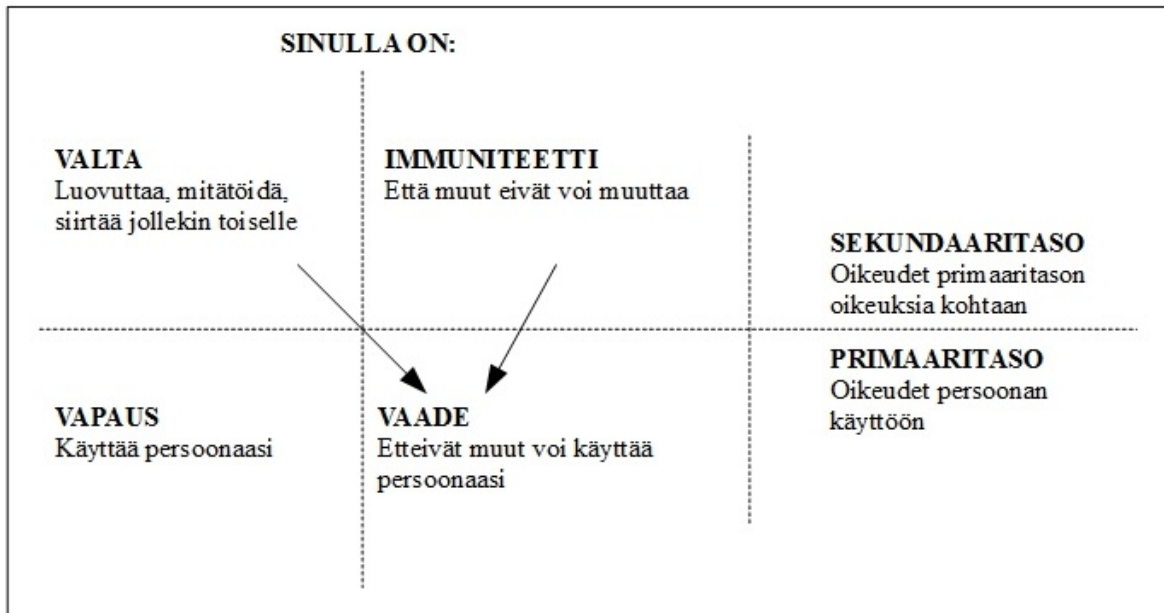 SINULLA ON:
VALTA
Luovuttaa, mitätöidä,
siirtää jollekin toiselle
IMMUNITEETTI
Että muut eivät voi muuttaa
SEKUNDAARITASO
Oikeudet primaaritason
oikeuksia kohtaan
VAPAUS
Käyttää persoonaasi
VAADE
Etteivät muut voi käyttää
persoonaasi
PRIMAARITASO
Oikeudet persoonan
käyttöön